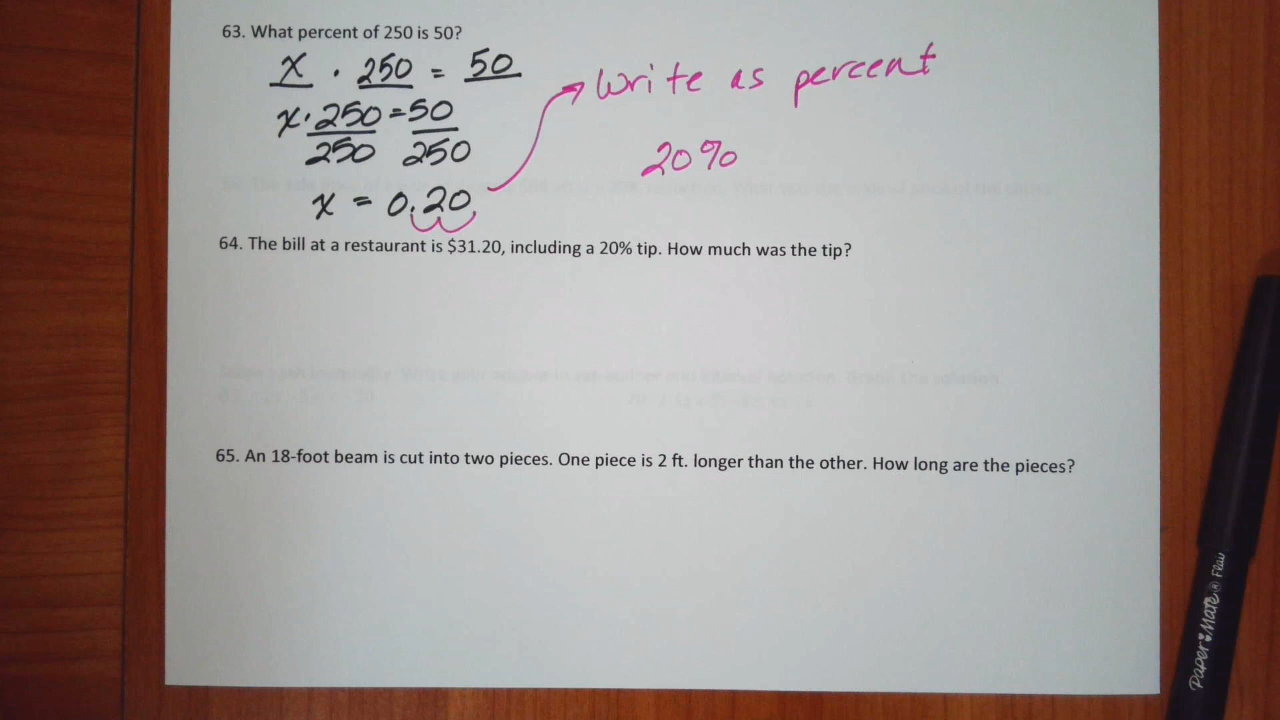 63. What percent of 250 is 50?
x · 250 = 50
x · 250 = 50
250 250
x = 0.20
Write as percent
20%
64. The bill at a restaurant is $31.20, including a 20% tip. How much was the tip?
65. An 18-foot beam is cut into two pieces. One piece is 2 ft. longer than the other. How long are the pieces?
PAPER MATE ® Flair